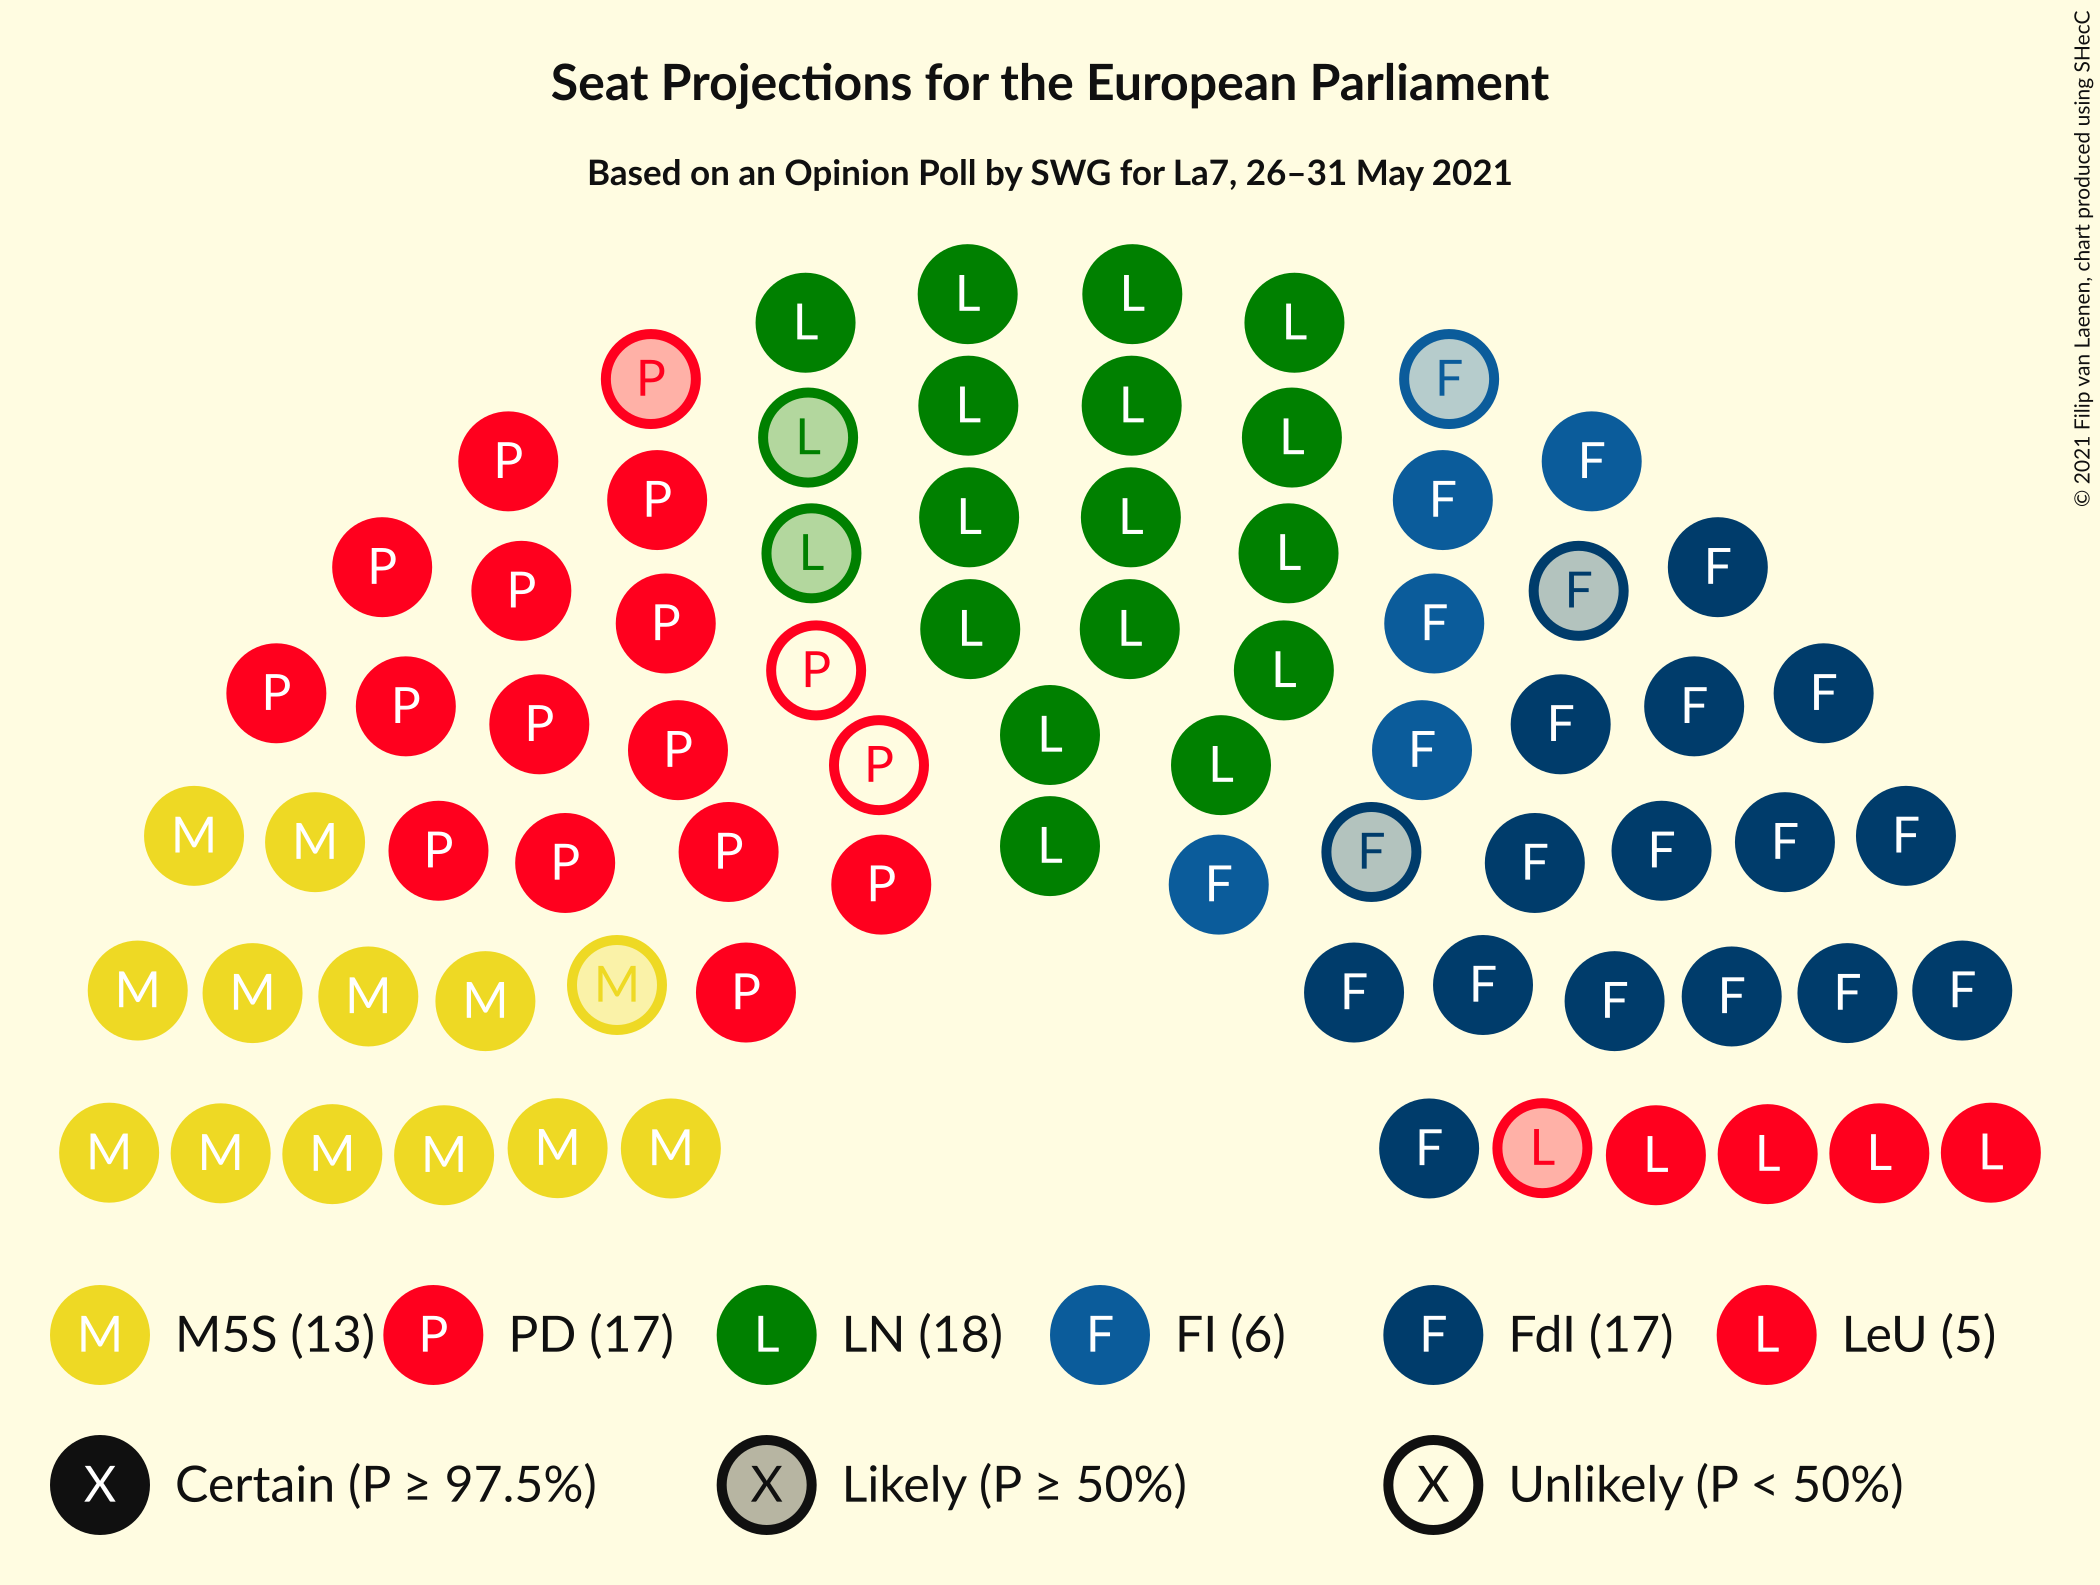 Seat Projections for the European Parliament
Based on an Opinion Poll by SWG for La7, 26–31 May 2021
© 2021 Filip van Laenen, chart produced using SHecC
L L
L L
P F
L L
L L
P F
P F
L L
L L
F
P F
P P F F
P F
L L
P L
P P F F
P P F F
L
P F
P L
M M F F
L
P P F F
P F
P F
M M F F
M M P F F F
M P F F
M M M M F L L L L L
M M
M M5S (13) P PD (17) L LN (18) F FI (6) F FdI (17) L LeU (5)
X Certain (P ≥ 97.5%) X Likely (P ≥ 50%) X Unlikely (P < 50%)